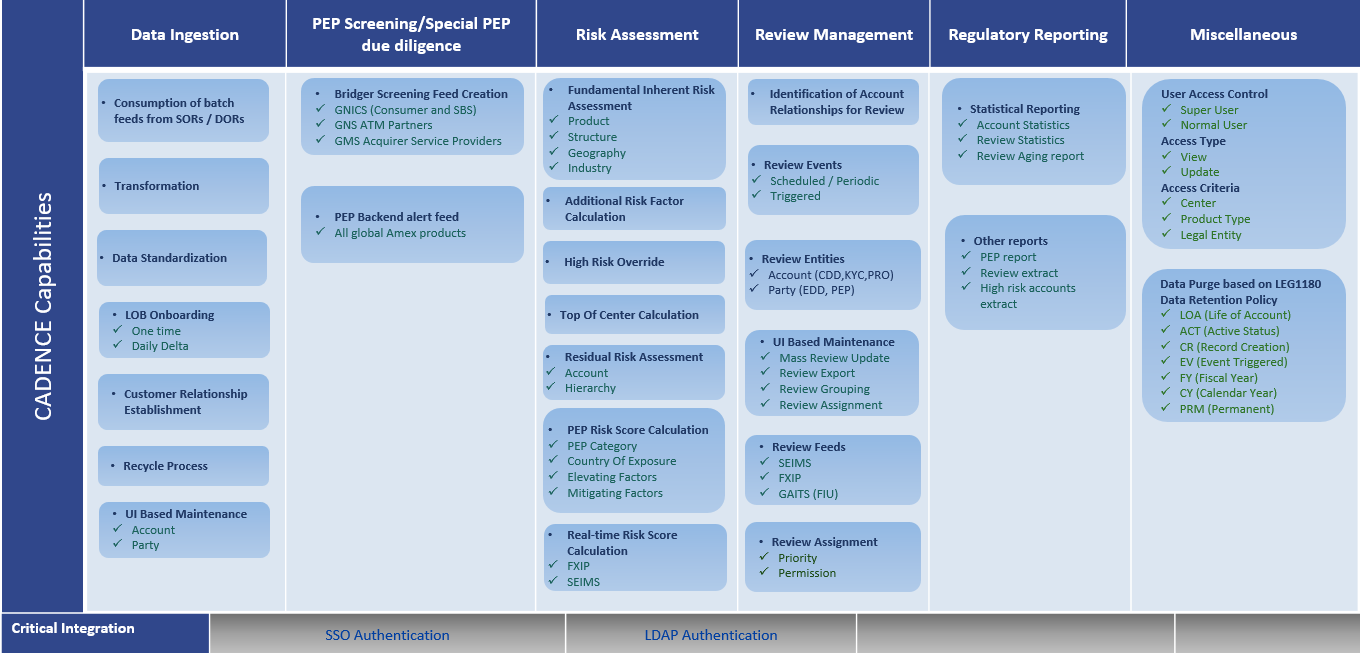 CADENCE Capabilities
Data Ingestion
• Consumption of batch
feeds from SORs / DORs
• Transformation
• Data Standardization
• LOB Onboarding
✓ One time
✓ Daily Delta
• Customer Relationship
Establishment
• Recycle Process
• UI Based Maintenance
✓ Account
✓ Party
PEP Screening/Special PEP
due diligence
• Bridger Screening Feed Creation
✓ GNICS (Consumer and SBS)
✓ GNS ATM Partners
✓ GMS Acquirer Service Providers
• PEP Backend alert feed
✓ All global Amex products
Risk Assessment
• Fundamental Inherent Risk
Assessment
✓ Product
✓ Structure
✓ Geography
✓ Industry
• Additional Risk Factor
Calculation
• High Risk Override
• Top Of Center Calculation
• Residual Risk Assessment
✓ Account
✓ Hierarchy
• PEP Risk Score Calculation
✓ PEP Category
✓ Country Of Exposure
✓ Elevating Factors
✓ Mitigating Factors
• Real-time Risk Score
Calculation
✓ FXIP
✓ SEIMS
Review Management
• Identification of Account
Relationships for Review
• Review Events
✓ Scheduled / Periodic
✓ Triggered
• Review Entities
✓ Account (CDD,KYC,PRO)
✓ Party (EDD, PEP)
• UI Based Maintenance
✓ Mass Review Update
✓ Review Export
✓ Review Grouping
✓ Review Assignment
• Review Feeds
✓ SEIMS
✓ FXIP
✓ GAITS (FIU)
• Review Assignment
✓ Priority
✓ Permission
Regulatory Reporting
• Statistical Reporting
✓ Account Statistics
✓ Review Statistics
✓ Review Aging report
• Other reports
✓ PEP report
✓ Review extract
✓ High risk accounts
extract
Miscellaneous
User Access Control
✓ Super User
✓ Normal User
Access Type
✓ View
✓ Update
Access Criteria
✓ Center
✓ Product Type
✓ Legal Entity
Data Purge based on LEG1180
Data Retention Policy
✓ LOA (Life of Account)
✓ ACT (Active Status)
✓ CR (Record Creation)
✓ EV (Event Triggered)
✓ FY (Fiscal Year)
✓ CY (Calendar Year)
✓ PRM (Permanent)
Critical Integration
SSO Authentication
LDAP Authentication